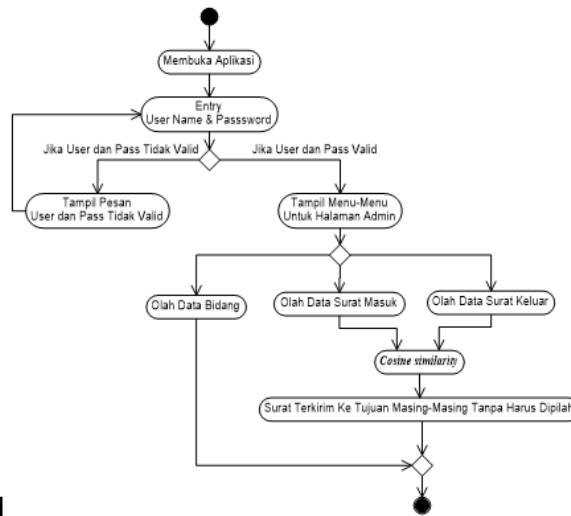 Membuka Aplikasi
Entry
User Name & Passsword
Jika User dan Pass Tidak Valid
Jika User dan Pass Valid
Tampil Pesan
User dan Pass Tidak Valid
Tampil Menu-Menu
Untuk Halaman Admin
Olah Data Bidang
Olah Data Surat Masuk
Olah Data Surat Keluar
Cosine similarity
Surat Terkirim Ke Tujuan Masing-Masing Tanpa Harus Dipilah